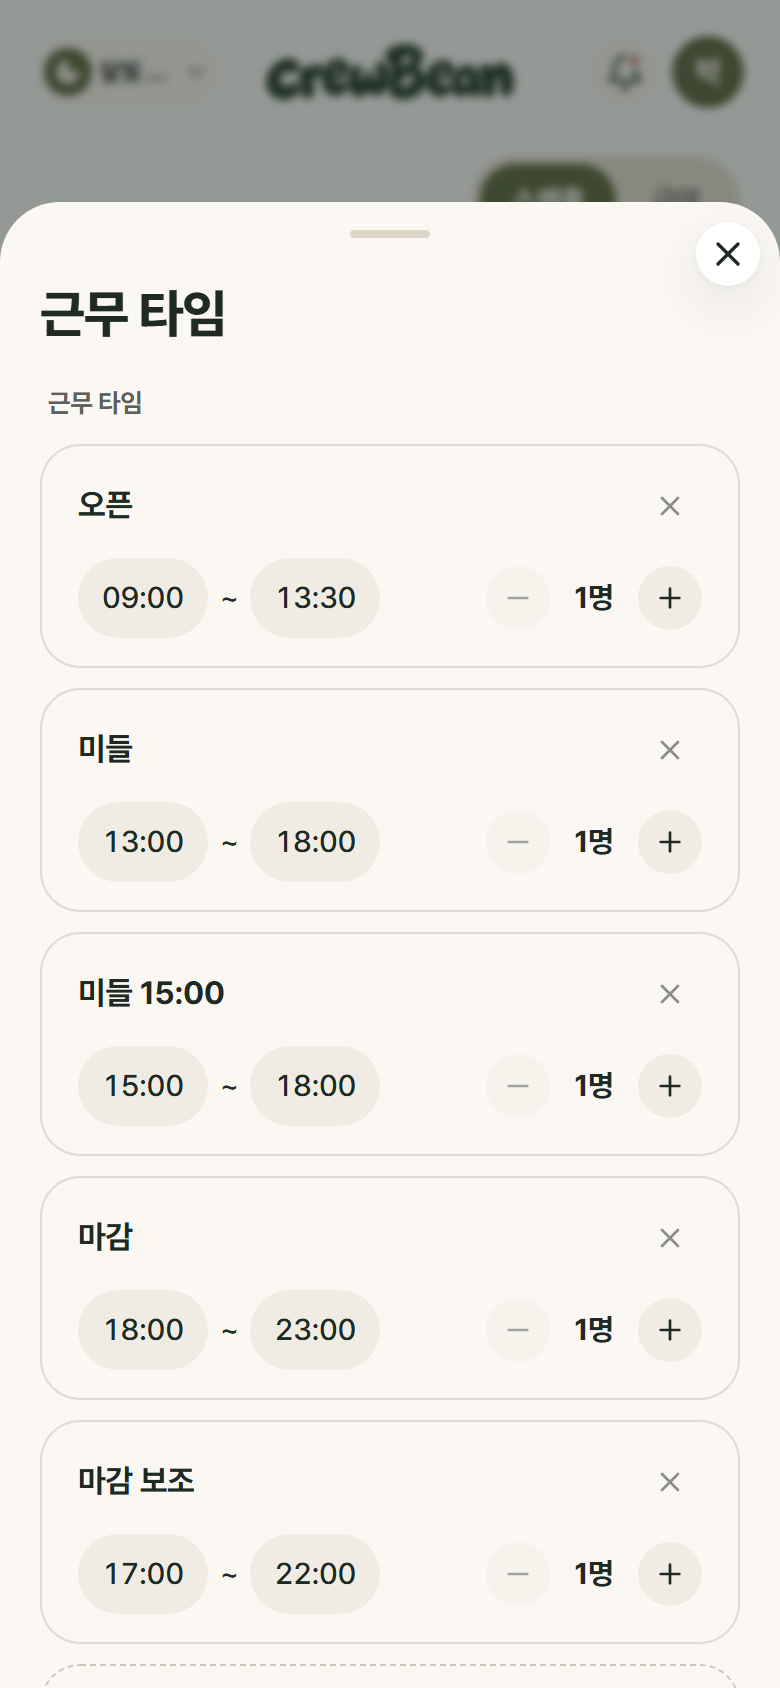 CrewBean
근무 타임
근무 타임
오픈
09:00 ~ 13:30 1명
미들
13:00 ~ 18:00 1명
미들 15:00
15:00 ~ 18:00 1명
마감
18:00 ~ 23:00 1명
마감 보조
17:00 ~ 22:00 1명